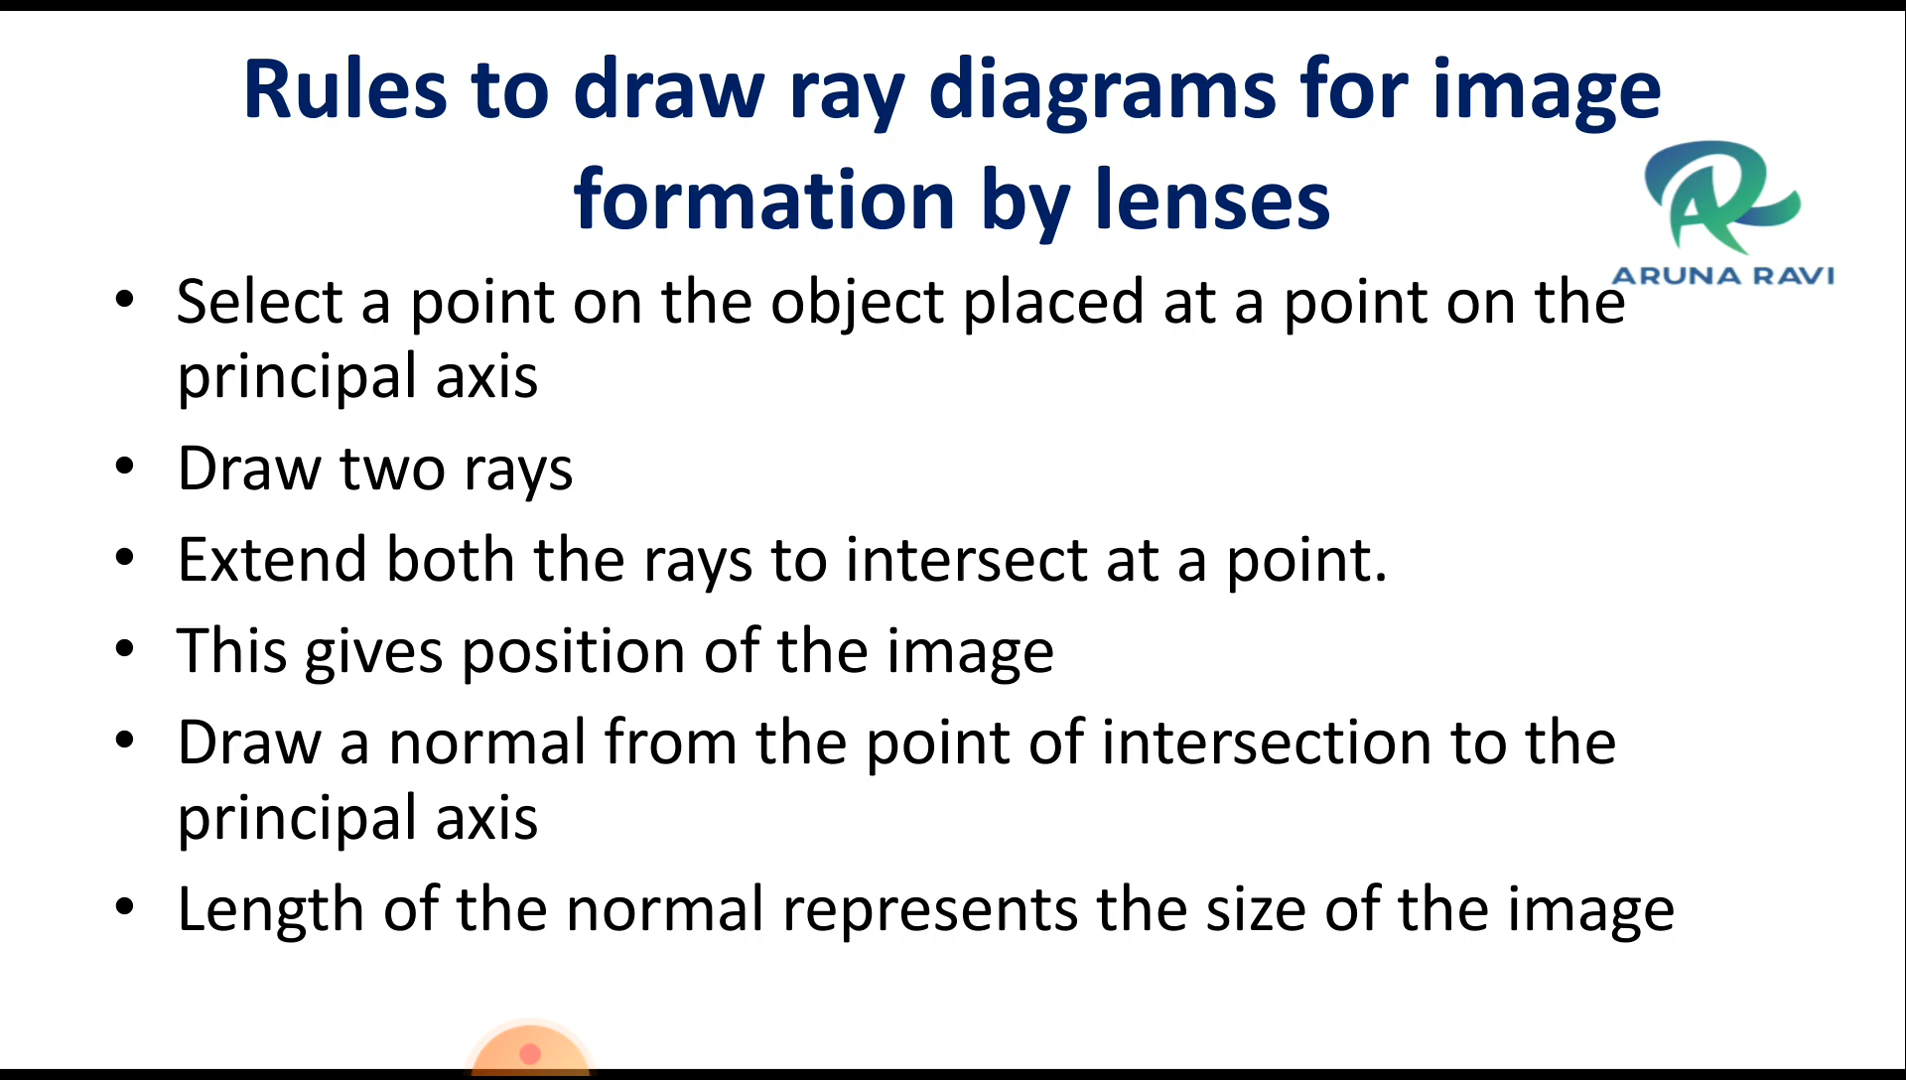 Rules to draw ray diagrams for image
formation by lenses
ARUNA RAVI
• Select a point on the object placed at a point on the
principal axis
• Draw two rays
• Extend both the rays to intersect at a point.
• This gives position of the image
• Draw a normal from the point of intersection to the
principal axis
• Length of the normal represents the size of the image